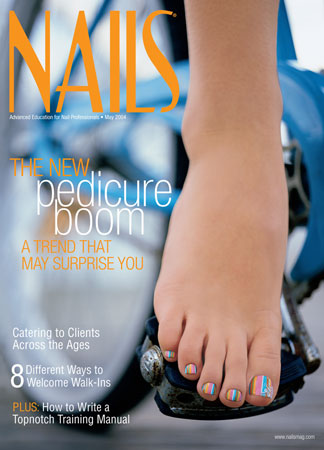 NAILS®
Advanced Education for Nail Professionals • May 2004
THE NEW
pedicure
boom
A TREND THAT
MAY SURPRISE YOU
Catering to Clients
Across the Ages
8 Different Ways to
Welcome Walk-Ins
PLUS: How to Write a
Topnotch Training Manual
www.nailsmag.com